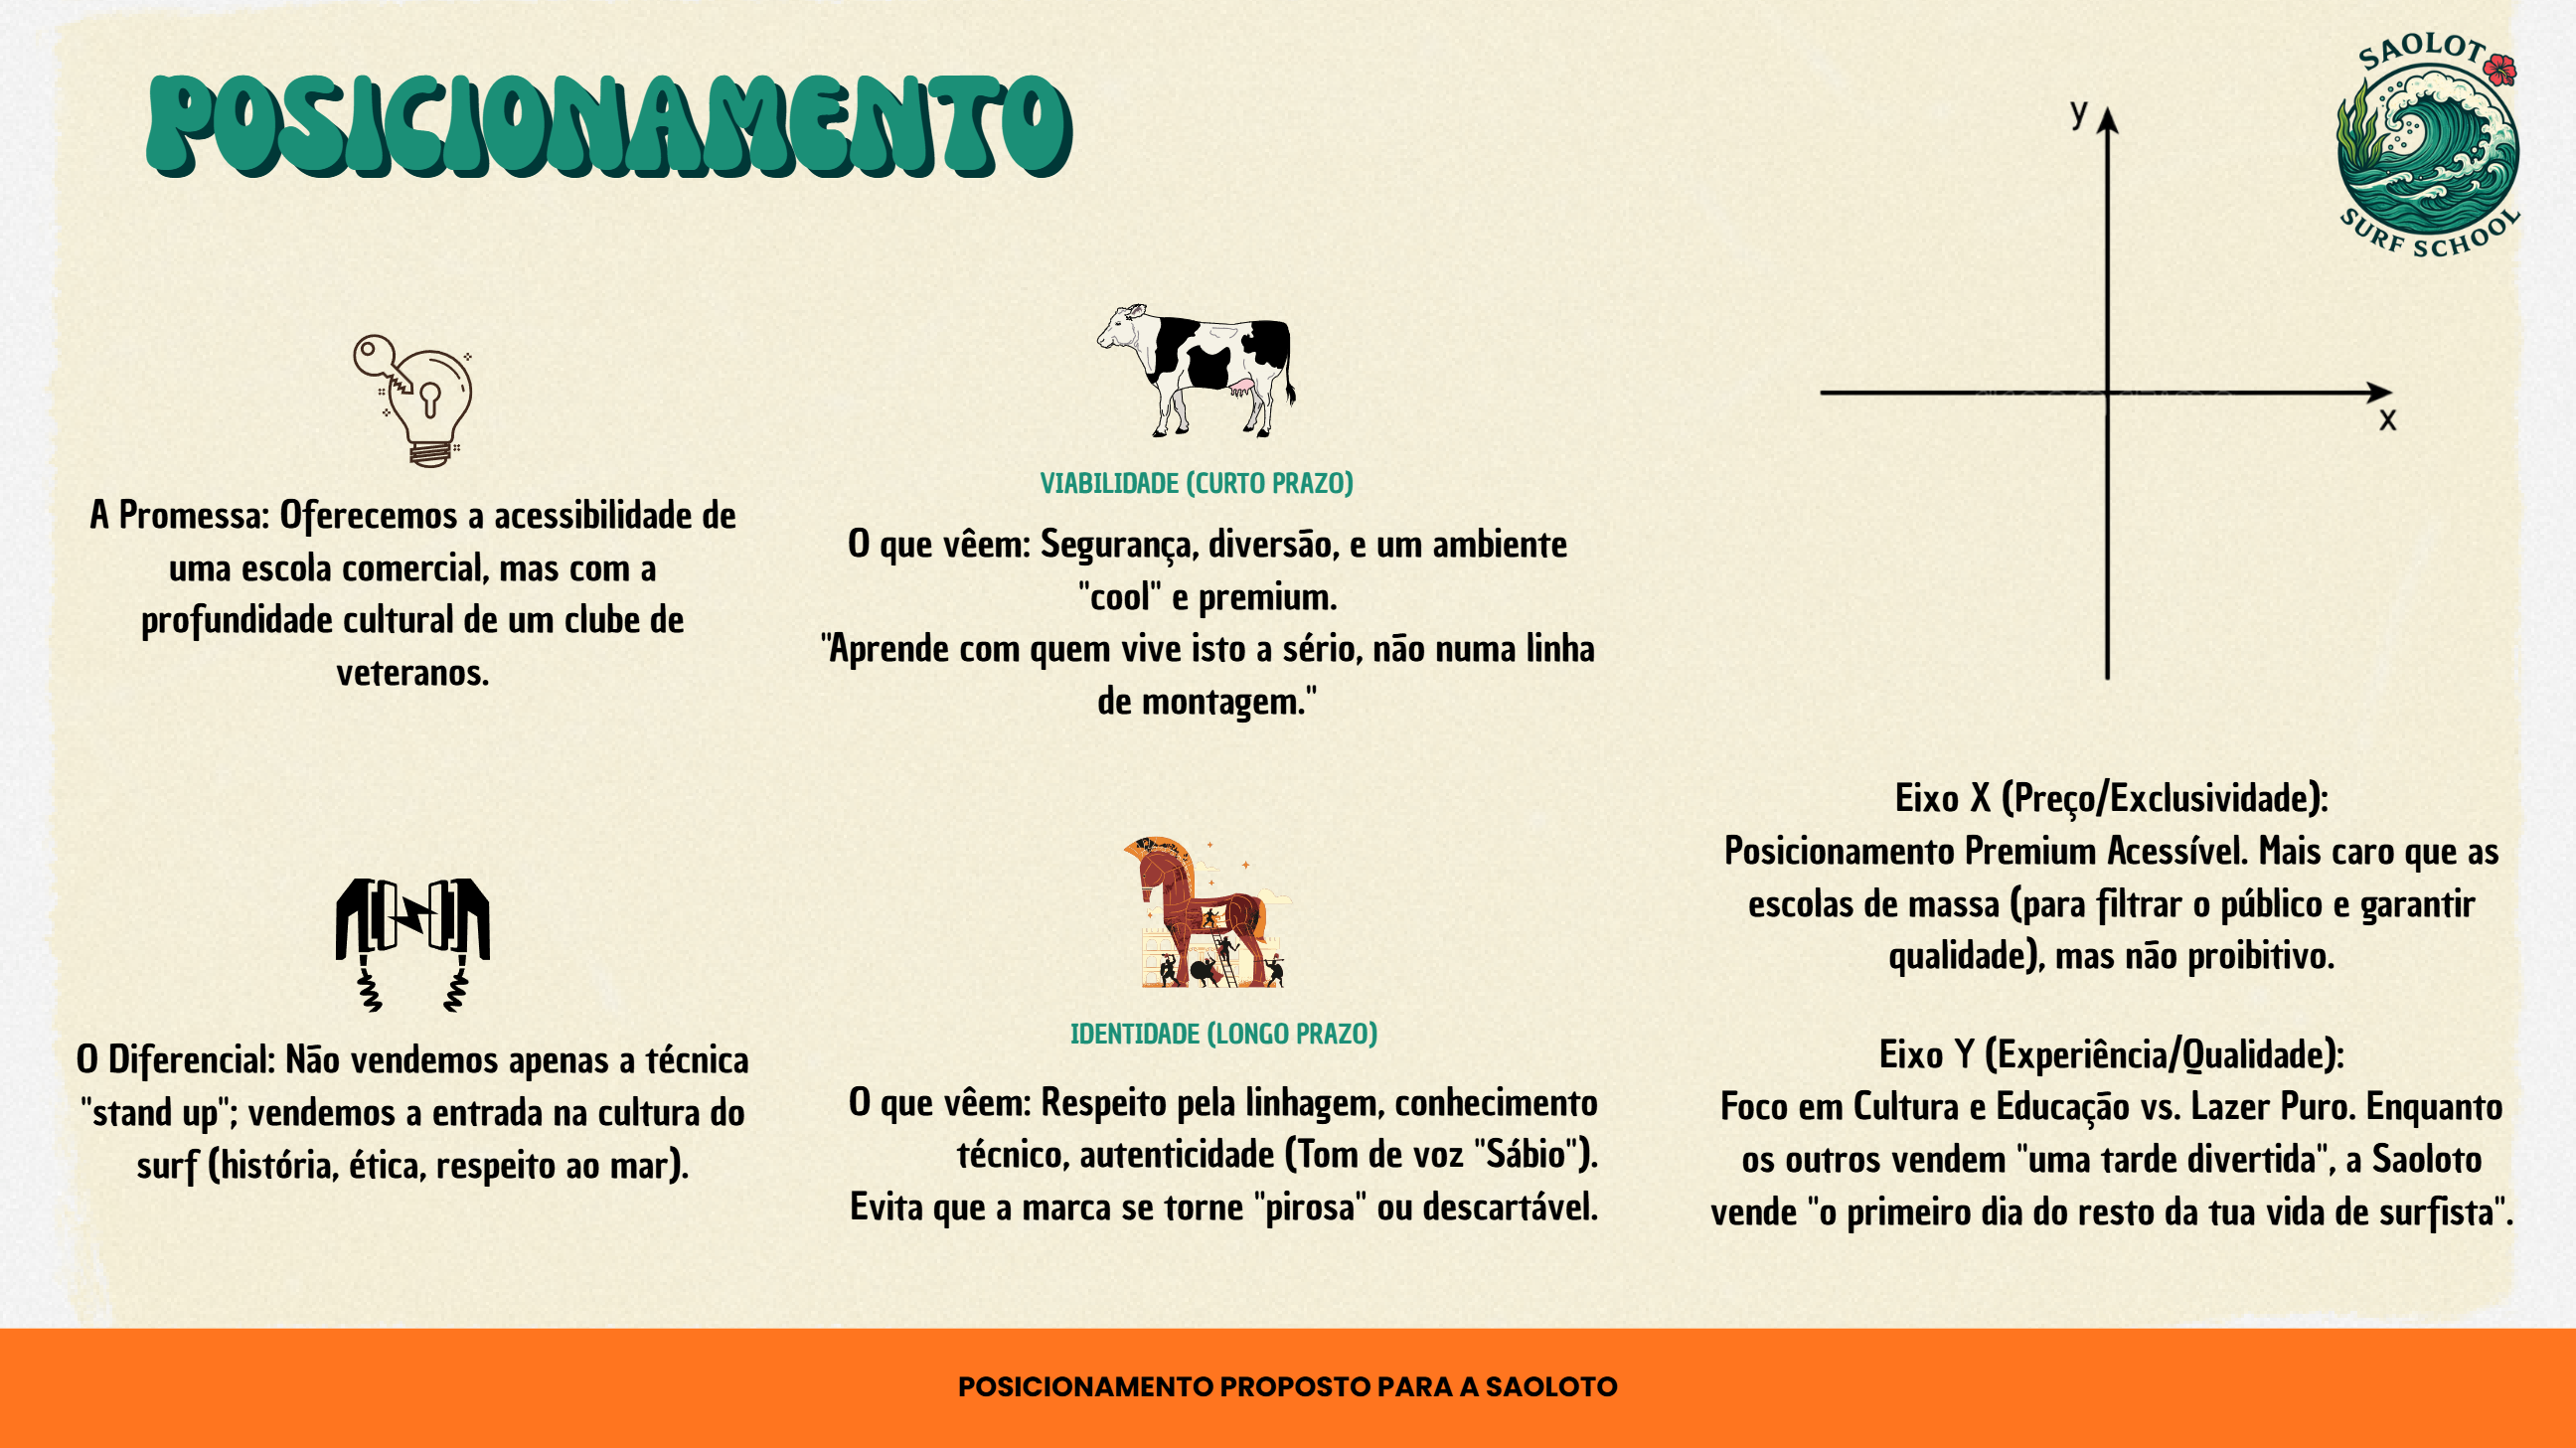 POSICIONAMENTO
SAOLOT
SURF SCHOOL
A Promessa: Oferecemos a acessibilidade de
uma escola comercial, mas com a
profundidade cultural de um clube de
veteranos.
O Diferencial: Não vendemos apenas a técnica
"stand up"; vendemos a entrada na cultura do
surf (história, ética, respeito ao mar).
VIABILIDADE (CURTO PRAZO)
O que vêem: Segurança, diversão, e um ambiente
"cool" e premium.
"Aprende com quem vive isto a sério, não numa linha
de montagem."
IDENTIDADE (LONGO PRAZO)
O que vêem: Respeito pela linhagem, conhecimento
técnico, autenticidade (Tom de voz "Sábio").
Evita que a marca se torne "pirosa" ou descartável.
y
x
Eixo X (Preço/Exclusividade):
Posicionamento Premium Acessível. Mais caro que as
escolas de massa (para filtrar o público e garantir
qualidade), mas não proibitivo.
Eixo Y (Experiência/Qualidade):
Foco em Cultura e Educação vs. Lazer Puro. Enquanto
os outros vendem "uma tarde divertida", a Saoloto
vende "o primeiro dia do resto da tua vida de surfista".
POSICIONAMENTO PROPOSTO PARA A SAOLOTO